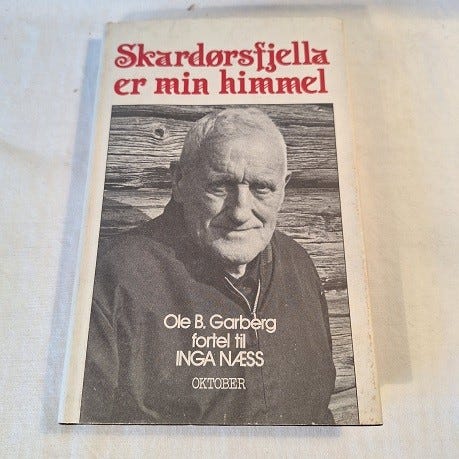 Skardørsfjella
er min himmel
Ole B. Garberg
fortel til
INGA NÆSS
OKTOBER